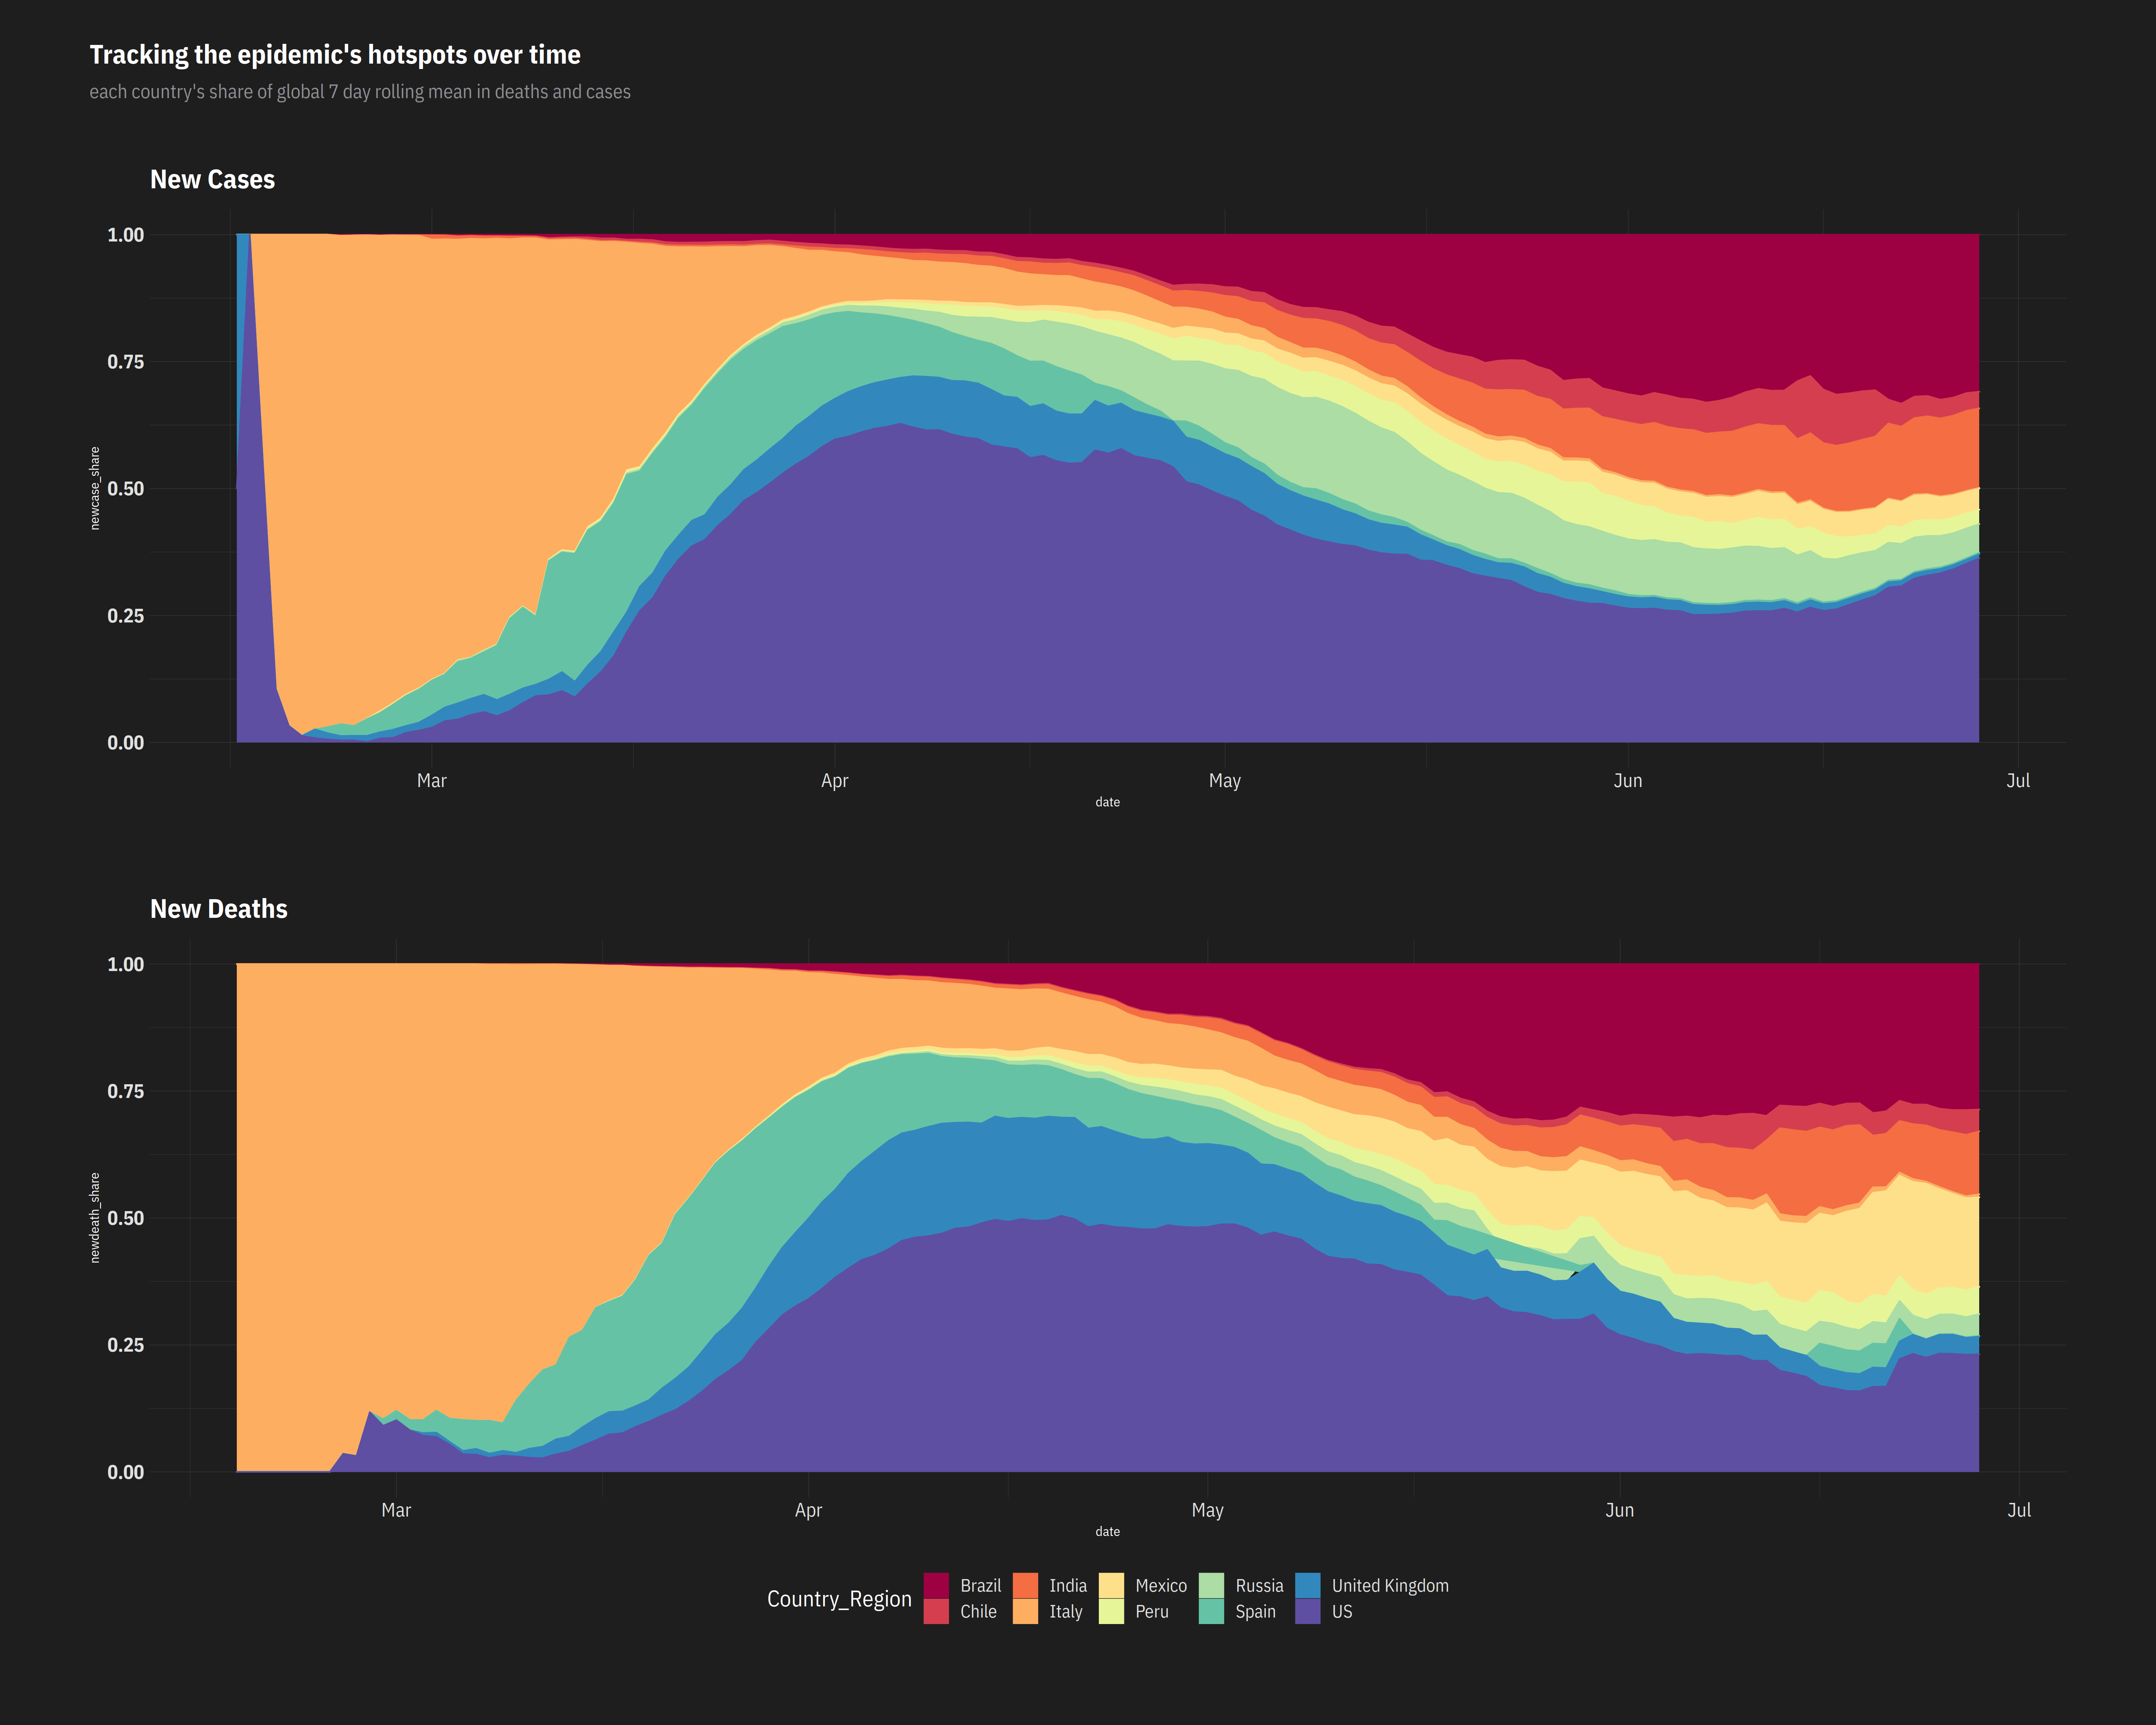 Tracking the epidemic's hotspots over time
each country's share of global 7 day rolling mean in deaths and cases
New Cases
1.00
0.75
0.50
0.25
0.00
newcase_share
Mar Apr May Jun Jul
date
New Deaths
1.00
0.75
0.50
0.25
0.00
newdeath_share
Mar Apr May Jun Jul
date
Country_Region
Brazil India Mexico Russia United Kingdom
Chile Italy Peru Spain US